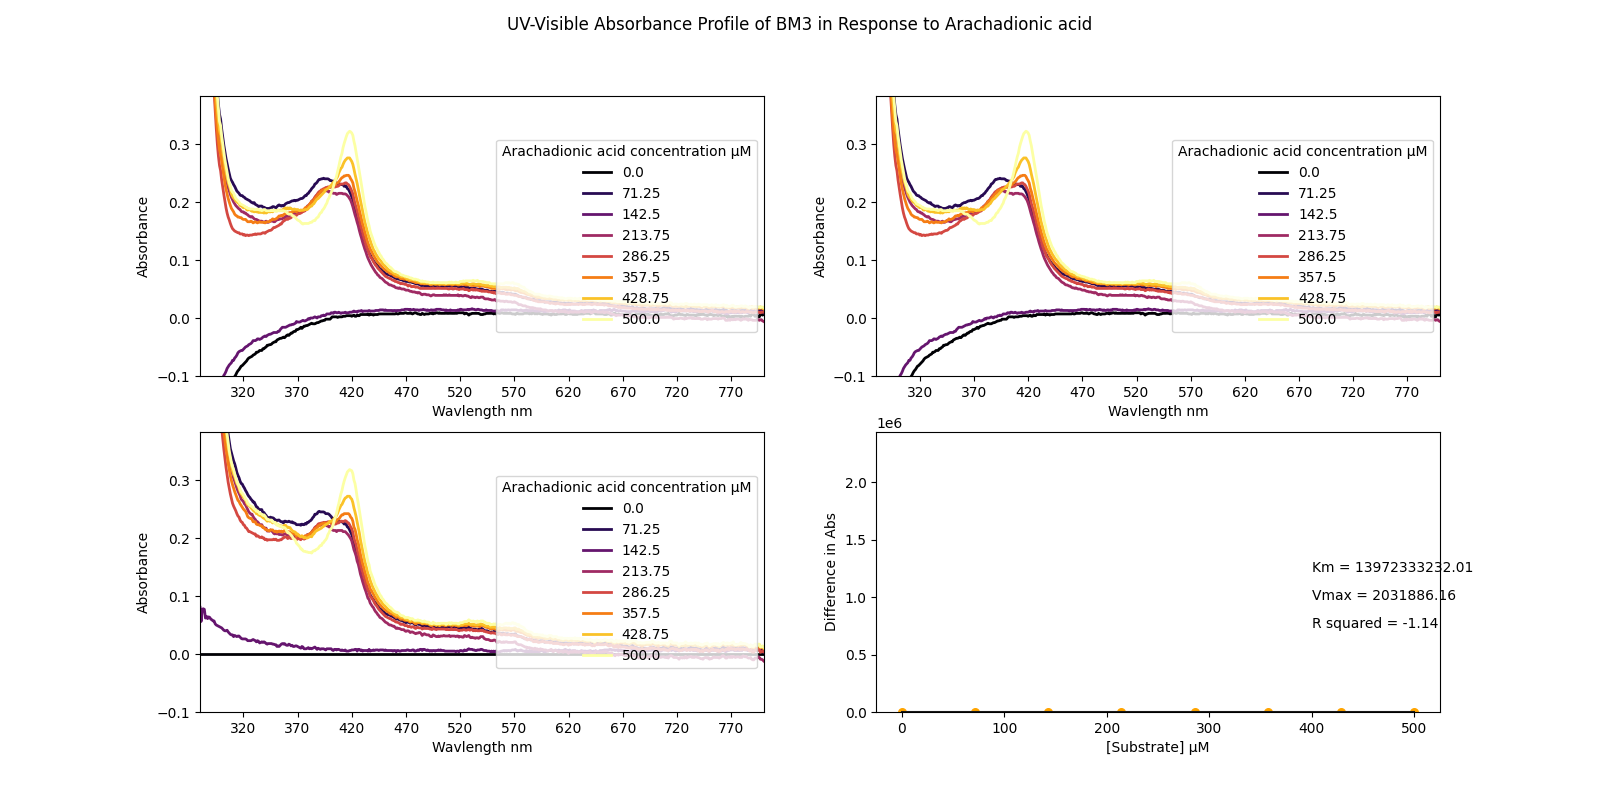 UV-Visible Absorbance Profile of BM3 in Response to Arachadionic acid
Absorbance
0.3
0.2
0.1
0.0
−0.1
320 370 420 470 520 570 620 670 720 770
Wavlength nm
Arachadionic acid concentration μM
0.0
71.25
142.5
213.75
286.25
357.5
428.75
500.0
Absorbance
0.3
0.2
0.1
0.0
−0.1
320 370 420 470 520 570 620 670 720 770
Wavlength nm
Arachadionic acid concentration μM
0.0
71.25
142.5
213.75
286.25
357.5
428.75
500.0
Absorbance
0.3
0.2
0.1
0.0
−0.1
320 370 420 470 520 570 620 670 720 770
Wavlength nm
Arachadionic acid concentration μM
0.0
71.25
142.5
213.75
286.25
357.5
428.75
500.0
1e6
Difference in Abs
2.0
1.5
1.0
0.5
0.0
Km = 13972333232.01
Vmax = 2031886.16
R squared = -1.14
0 100 200 300 400 500
[Substrate] μM